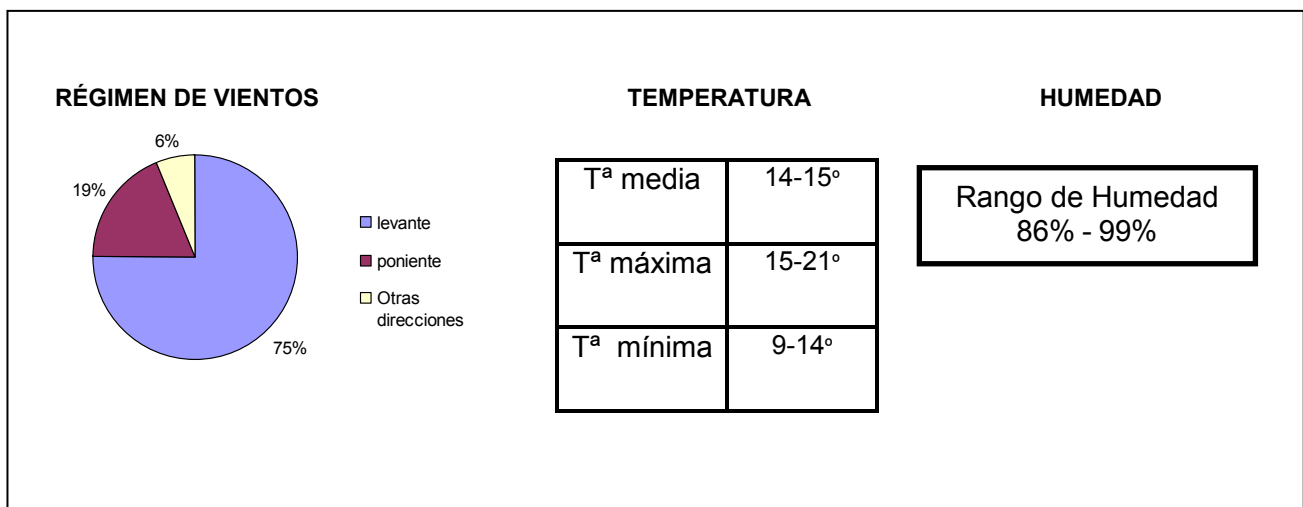 RÉGIMEN DE VIENTOS
6%
19%
75%
levante
poniente
Otras
direcciones
TEMPERATURA
Tª media 14-15º
Tª máxima 15-21º
Tª mínima 9-14º
HUMEDAD
Rango de Humedad
86% - 99%